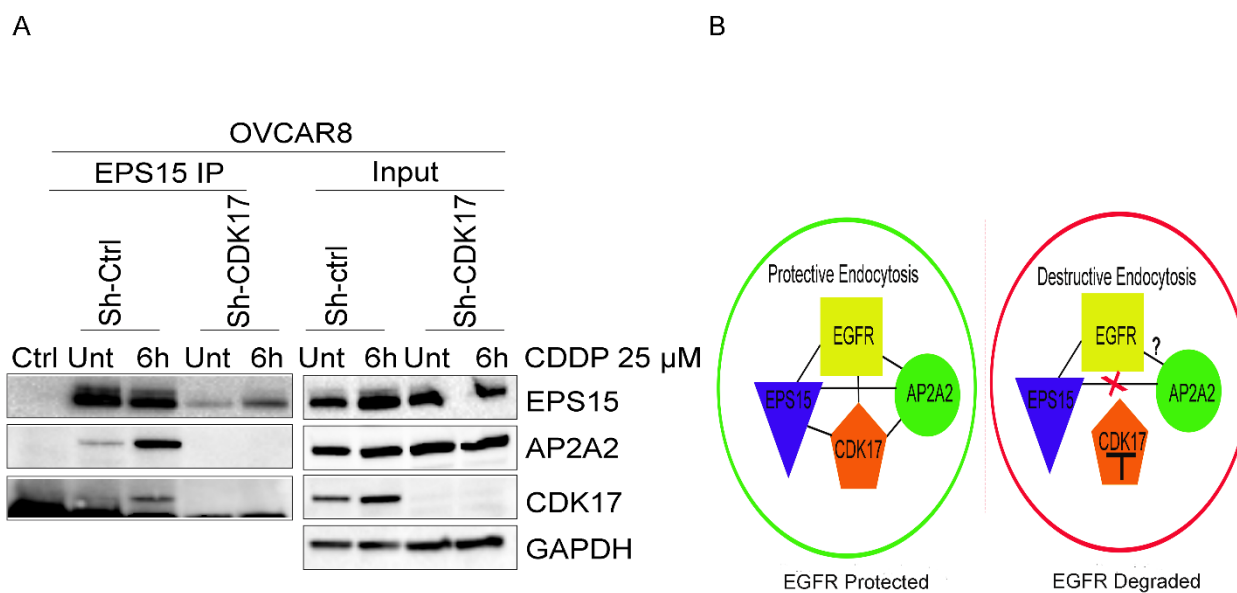 A
B
OVCAR8
EPS15 IP Input
Sh-Ctrl Sh-CDK17 Sh-ctrl Sh-CDK17
Ctrl Unt 6h Unt 6h Unt 6h Unt 6h CDDP 25 µM
EPS15
AP2A2
CDK17
GAPDH
Protective Endocytosis
EGFR
EPS15
AP2A2
CDK17
EGFR Protected
Destructive Endocytosis
EGFR
?
EPS15
AP2A2
CDK17
EGFR Degraded